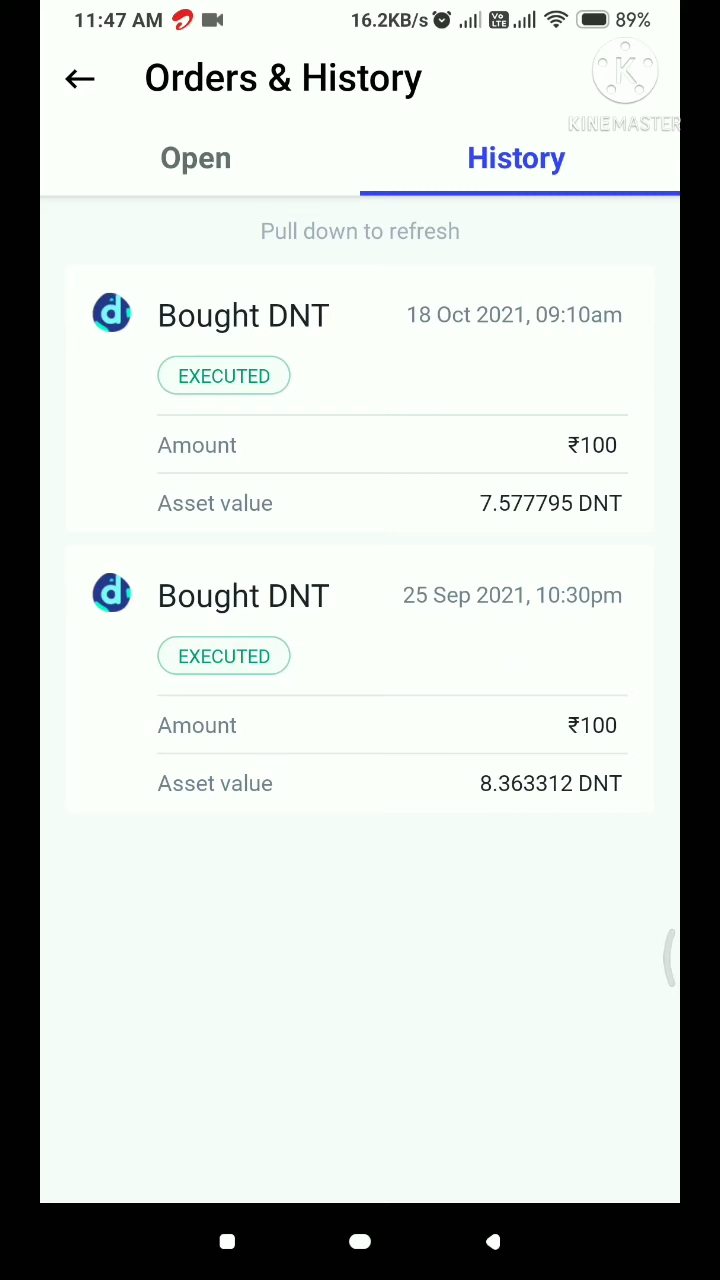 11:47 AM 16.2KB/s Vo LTE 89%
Orders & History
K
KINEMASTER
Open History
Pull down to refresh
d Bought DNT 18 Oct 2021, 09:10am
EXECUTED
Amount ₹100
Asset value 7.577795 DNT
d Bought DNT 25 Sep 2021, 10:30pm
EXECUTED
Amount ₹100
Asset value 8.363312 DNT